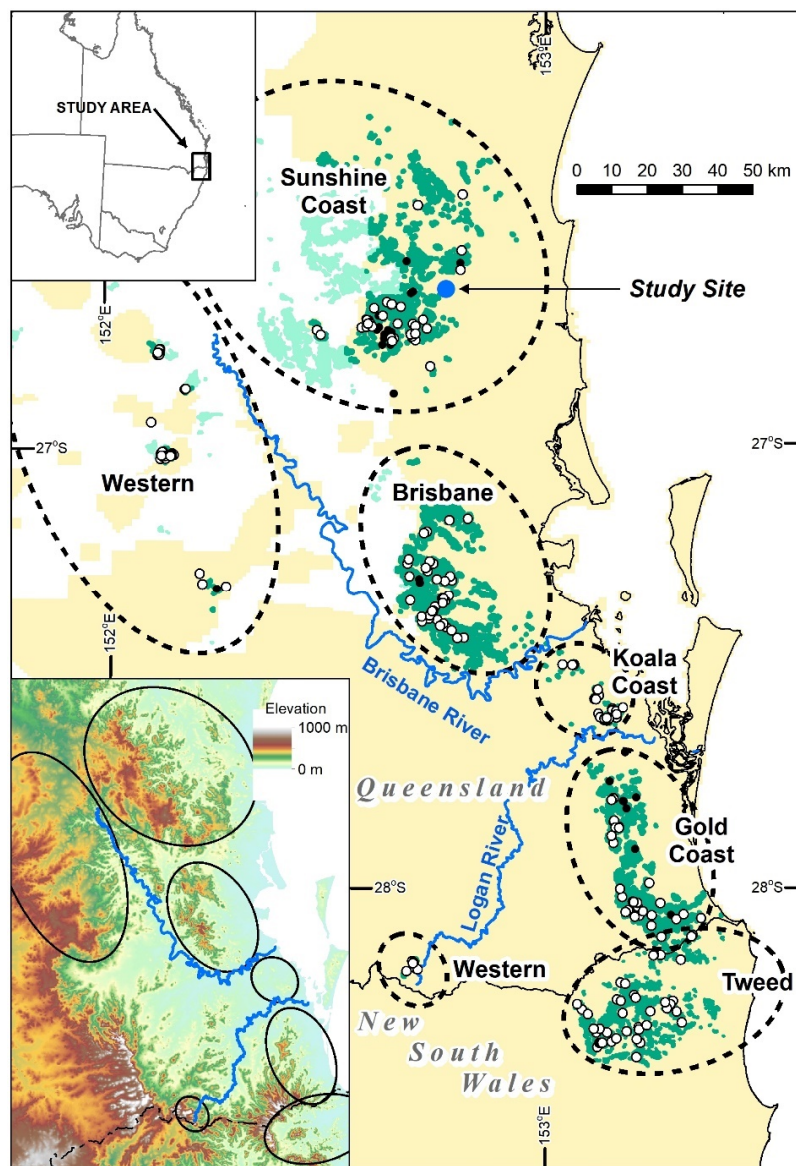 STUDY AREA
153°E
Sunshine
Coast
0 10 20 30 40 50 km
Study Site
152°E
27°S
27°S
Western
Brisbane
152°E
Brisbane River
Koala
Coast
Elevation
1000 m
0 m
Queensland
Gold
Coast
Logan River
28°S
28°S
Western
Tweed
New
South
Wales
153°E